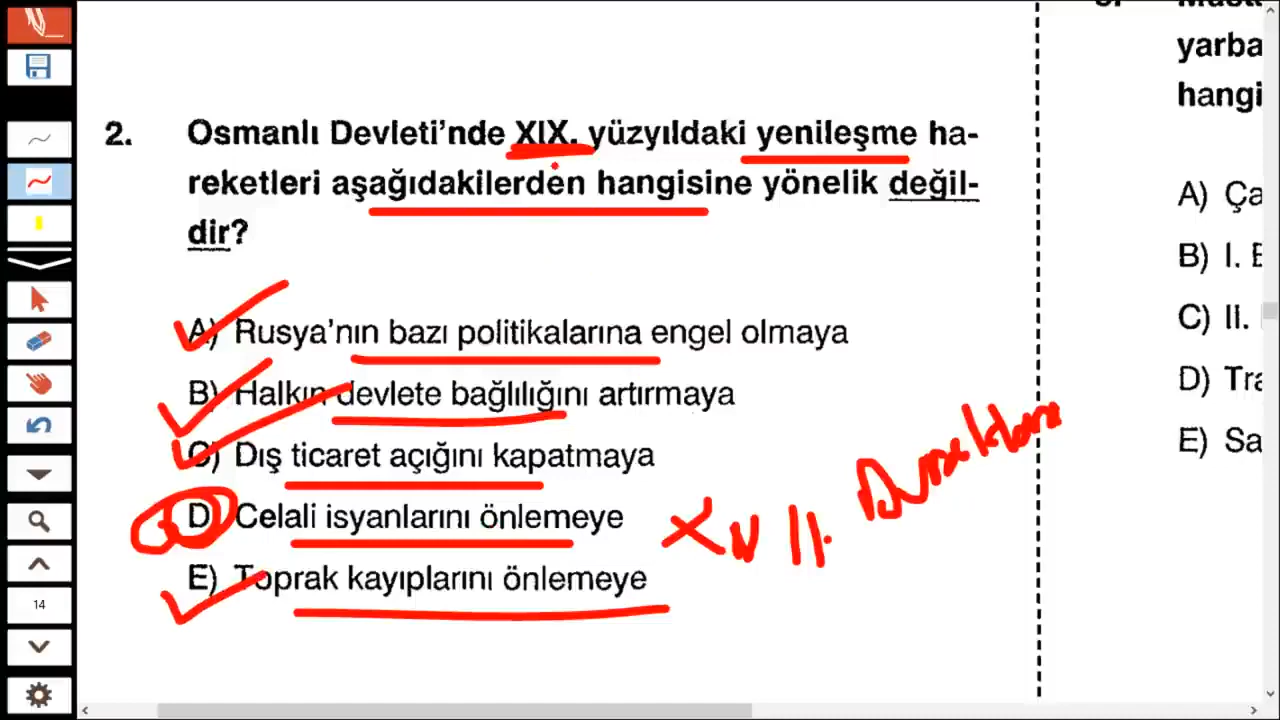 2. Osmanlı Devleti'nde XIX. yüzyıldaki yenileşme ha-
reketleri aşağıdakilerden hangisine yönelik değil-
dir?
A) Rusya'nın bazı politikalarına engel olmaya
B) Halkın devlete bağlılığını artırmaya
C) Dış ticaret açığını kapatmaya
D) Celali isyanlarını önlemeye
E) Toprak kayıplarını önlemeye
XVII.
yarba
hangi
A) Ça
B) I. E
C) II.
D) Tra
E) Sa
14